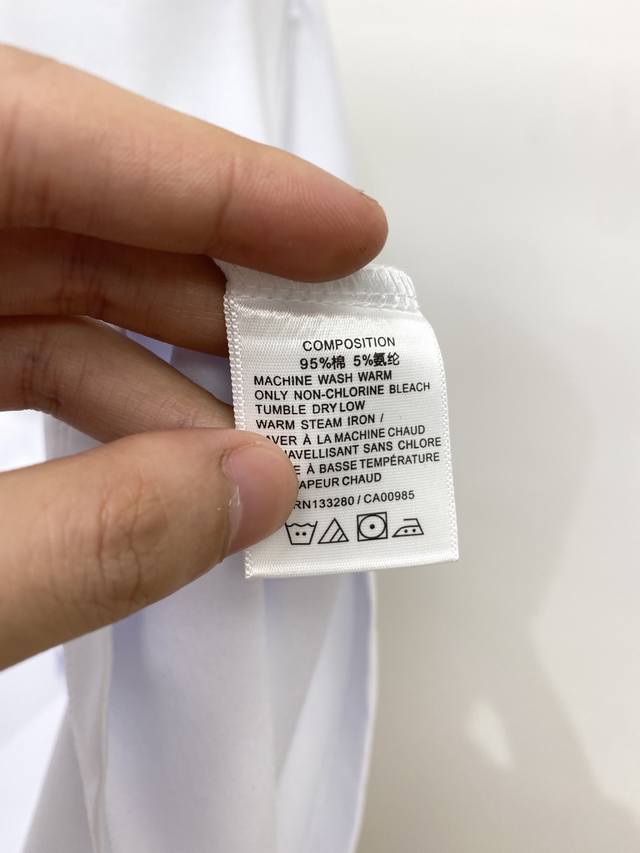 COMPOSITION
95%棉 5%氨纶
MACHINE WASH WARM
ONLY NON-CHLORINE BLEACH
TUMBLE DRY LOW
WARM STEAM IRON /
AVER À LA MACHINE CHAUD
NAVELLISANT SANS CHLORE
E À BASSE TEMPÉRATURE
APEUR CHAUD
RN133280 / CA00985